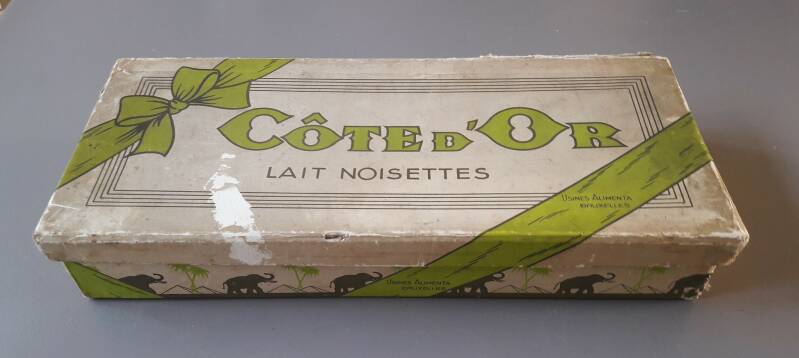 CÔTE D'OR
LAIT NOISETTES
USINES ALIMENTA
BRUXELLES
USINES ALIMENTA
BRUXELLES